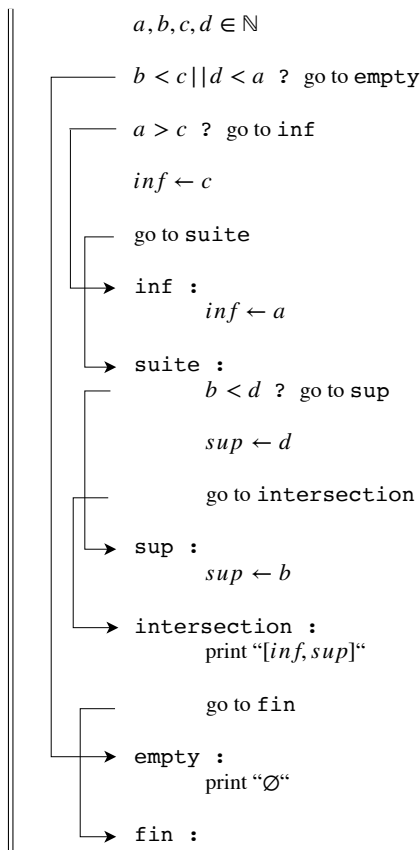 a, b, c, d ∈ ℕ
b < c||d < a ? go to empty
a > c ? go to inf
inf ← c
go to suite
inf :
inf ← a
suite :
b < d ? go to sup
sup ← d
go to intersection
sup :
sup ← b
intersection :
print “[inf, sup]“
go to fin
empty :
print “∅“
fin :